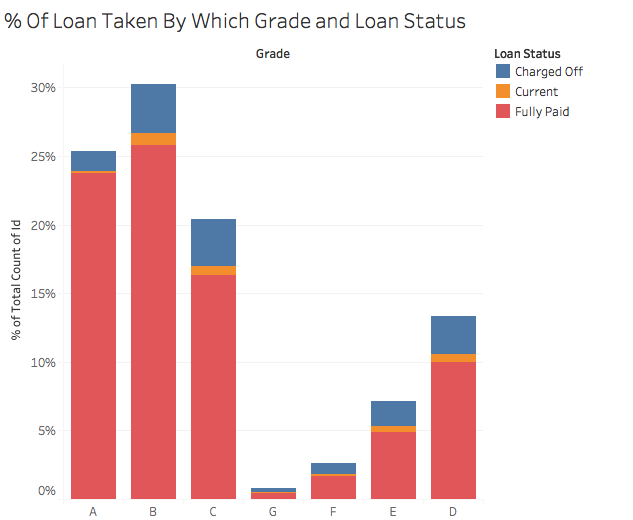 % Of Loan Taken By Which Grade and Loan Status
Grade
Loan Status
Charged Off
Current
Fully Paid
% of Total Count of Id
30%
25%
20%
15%
10%
5%
0%
A B C G F E D